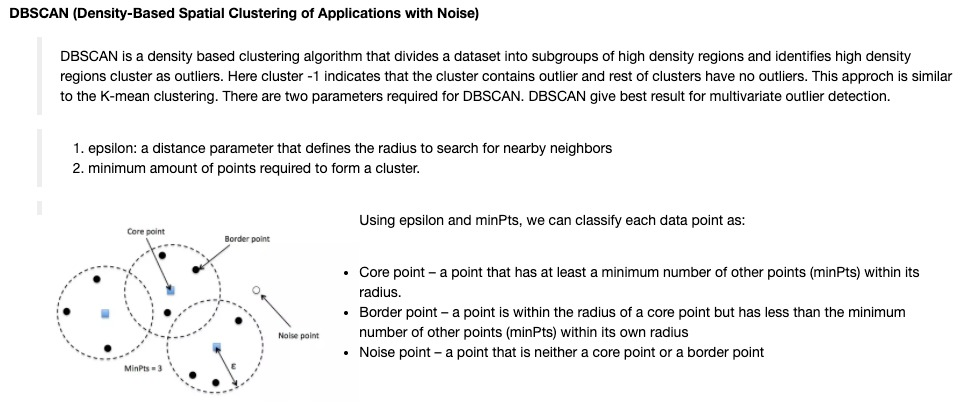 DBSCAN (Density-Based Spatial Clustering of Applications with Noise)
DBSCAN is a density based clustering algorithm that divides a dataset into subgroups of high density regions and identifies high density
regions cluster as outliers. Here cluster -1 indicates that the cluster contains outlier and rest of clusters have no outliers. This approch is similar
to the K-mean clustering. There are two parameters required for DBSCAN. DBSCAN give best result for multivariate outlier detection.
1. epsilon: a distance parameter that defines the radius to search for nearby neighbors
2. minimum amount of points required to form a cluster.
Core point
Border point
Noise point
MinPts = 3
ε
Using epsilon and minPts, we can classify each data point as:
• Core point – a point that has at least a minimum number of other points (minPts) within its
radius.
• Border point – a point is within the radius of a core point but has less than the minimum
number of other points (minPts) within its own radius
• Noise point – a point that is neither a core point or a border point